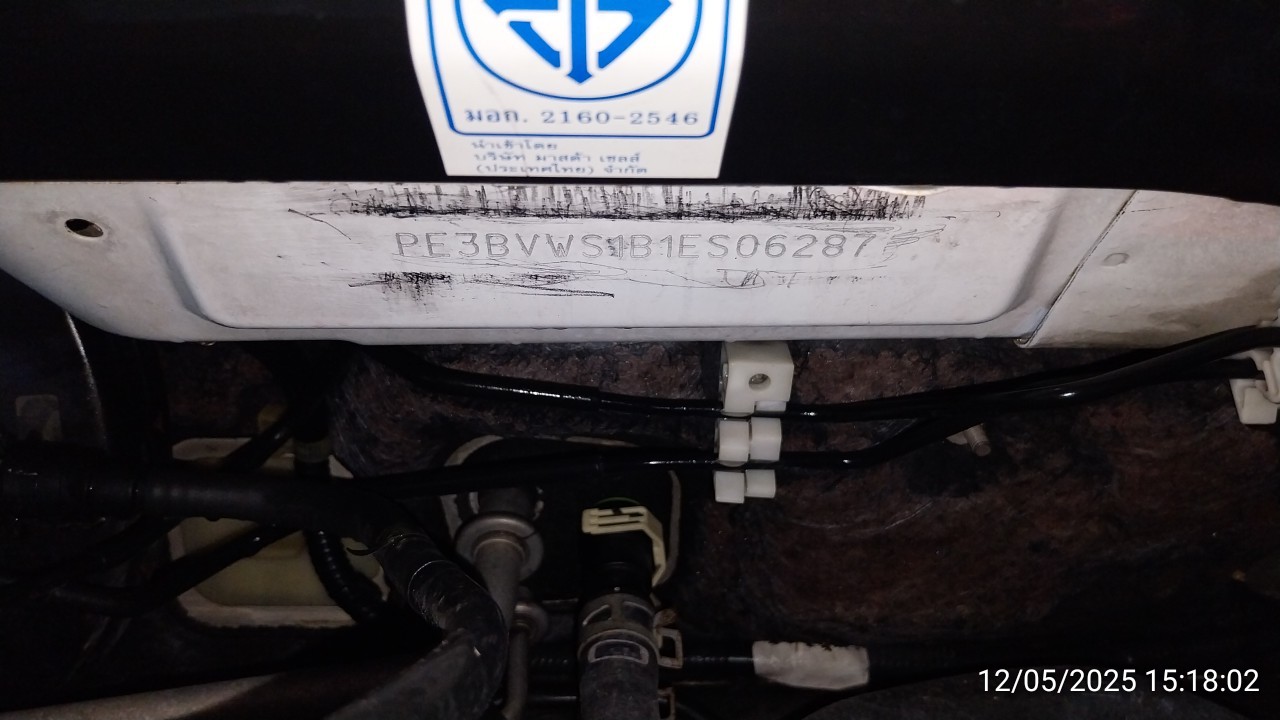 มอก. 2160-2546
นำเข้าโดย
บริษัท มาสด้า เซลส์
(ประเทศไทย) จำกัด
PE3BVWS1B1ES06287
12/05/2025 15:18:02